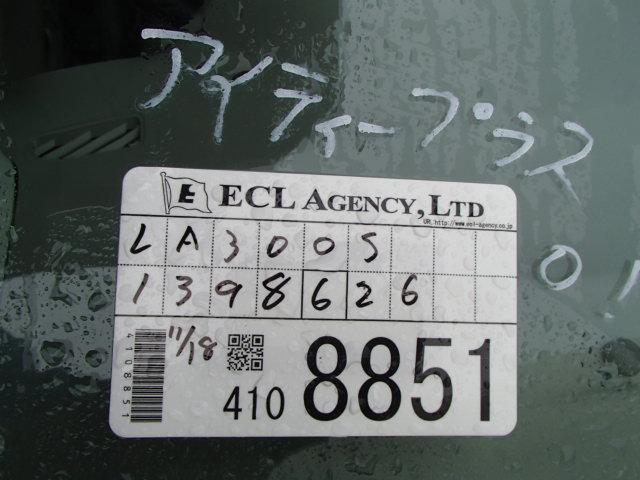 アイティープラス
E ECL AGENCY, LTD
URL http://www.ecl-agency.co.jp
LA300S
1398626
11/18
4108851
410 8851